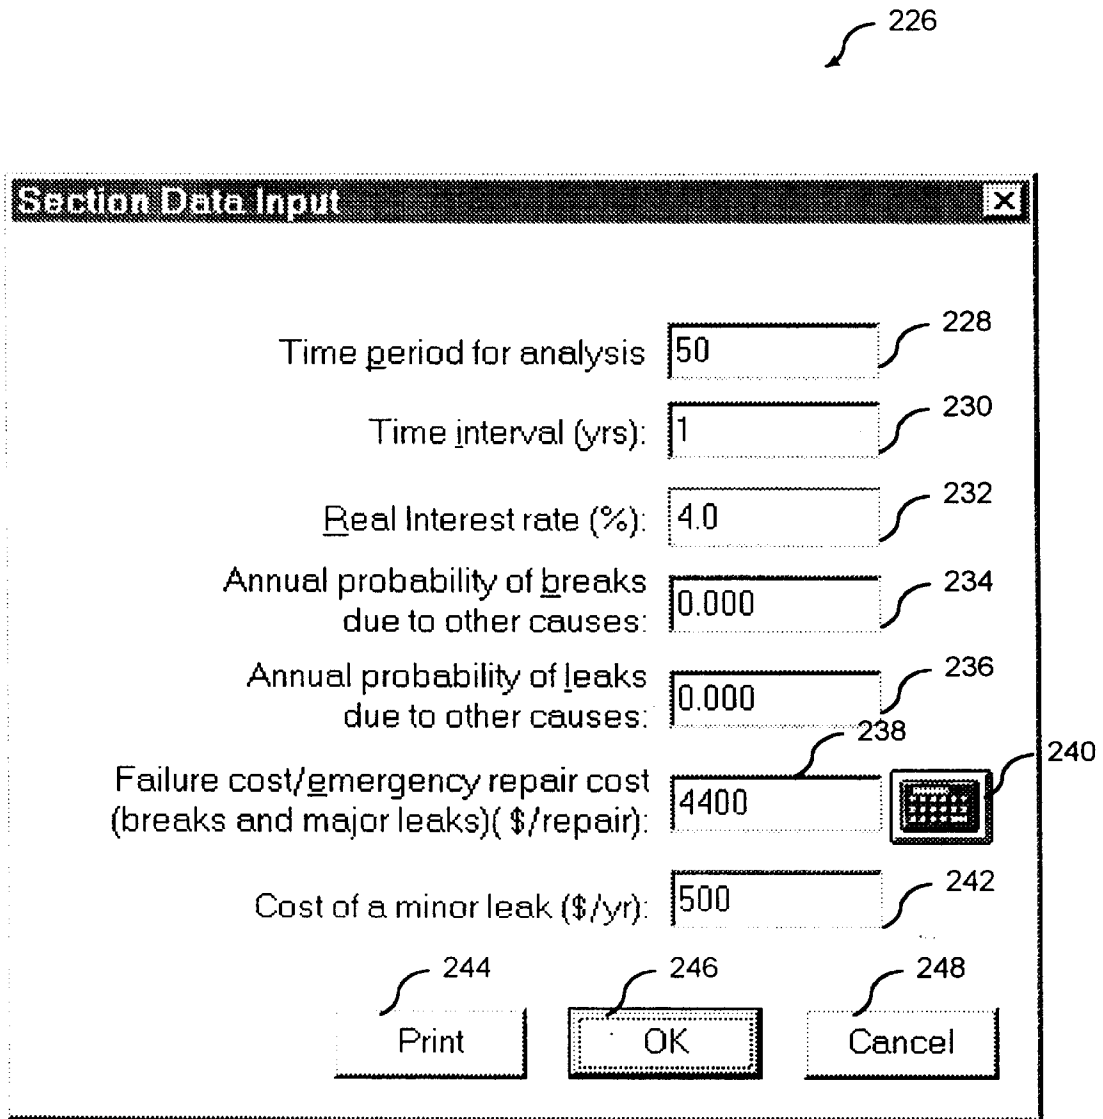 226
Section Data Input
Time period for analysis 50 228
Time interval (yrs): 1 230
Real Interest rate (%): 4.0 232
Annual probability of breaks
due to other causes: 0.000 234
Annual probability of leaks
due to other causes: 0.000 236
238
240
Failure cost/emergency repair cost
(breaks and major leaks)( $/repair): 4400
Cost of a minor leak ($/yr): 500 242
244 246 248
Print OK Cancel